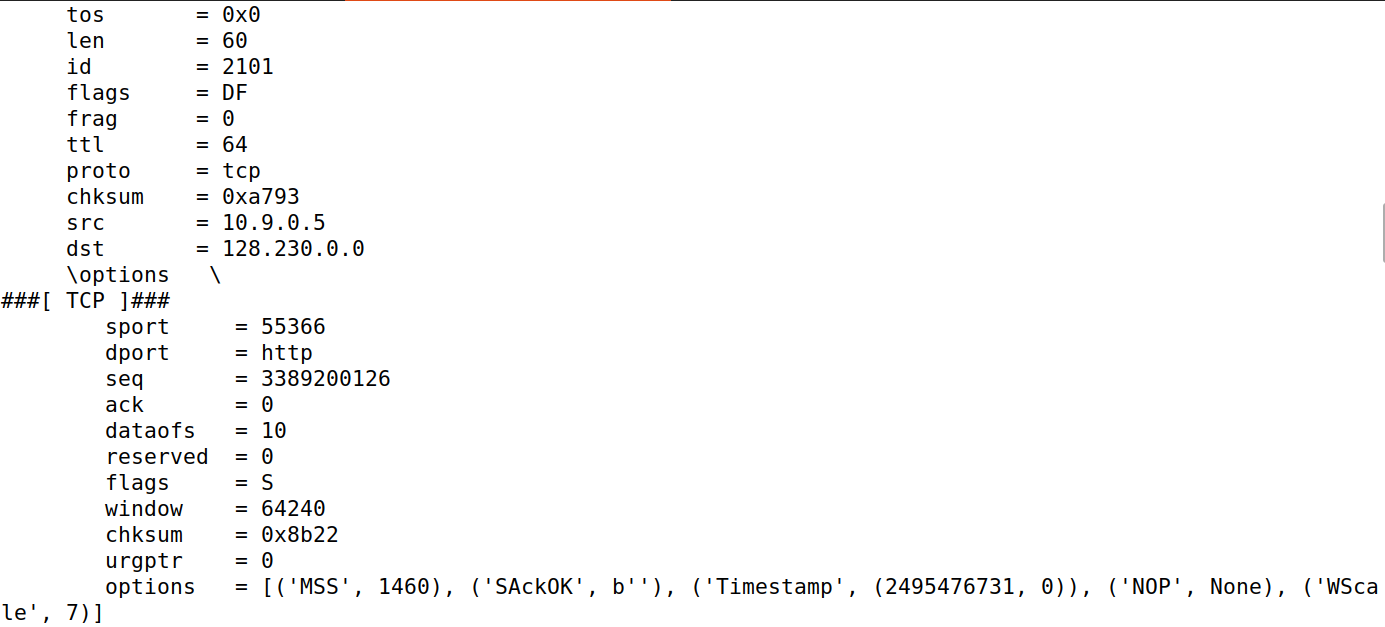 tos = 0x0
len = 60
id = 2101
flags = DF
frag = 0
ttl = 64
proto = tcp
chksum = 0xa793
src = 10.9.0.5
dst = 128.230.0.0
\options \
###[ TCP ]###
sport = 55366
dport = http
seq = 3389200126
ack = 0
dataofs = 10
reserved = 0
flags = S
window = 64240
chksum = 0x8b22
urgptr = 0
options = [('MSS', 1460), ('SAckOK', b''), ('Timestamp', (2495476731, 0)), ('NOP', None), ('WSca
le', 7)]